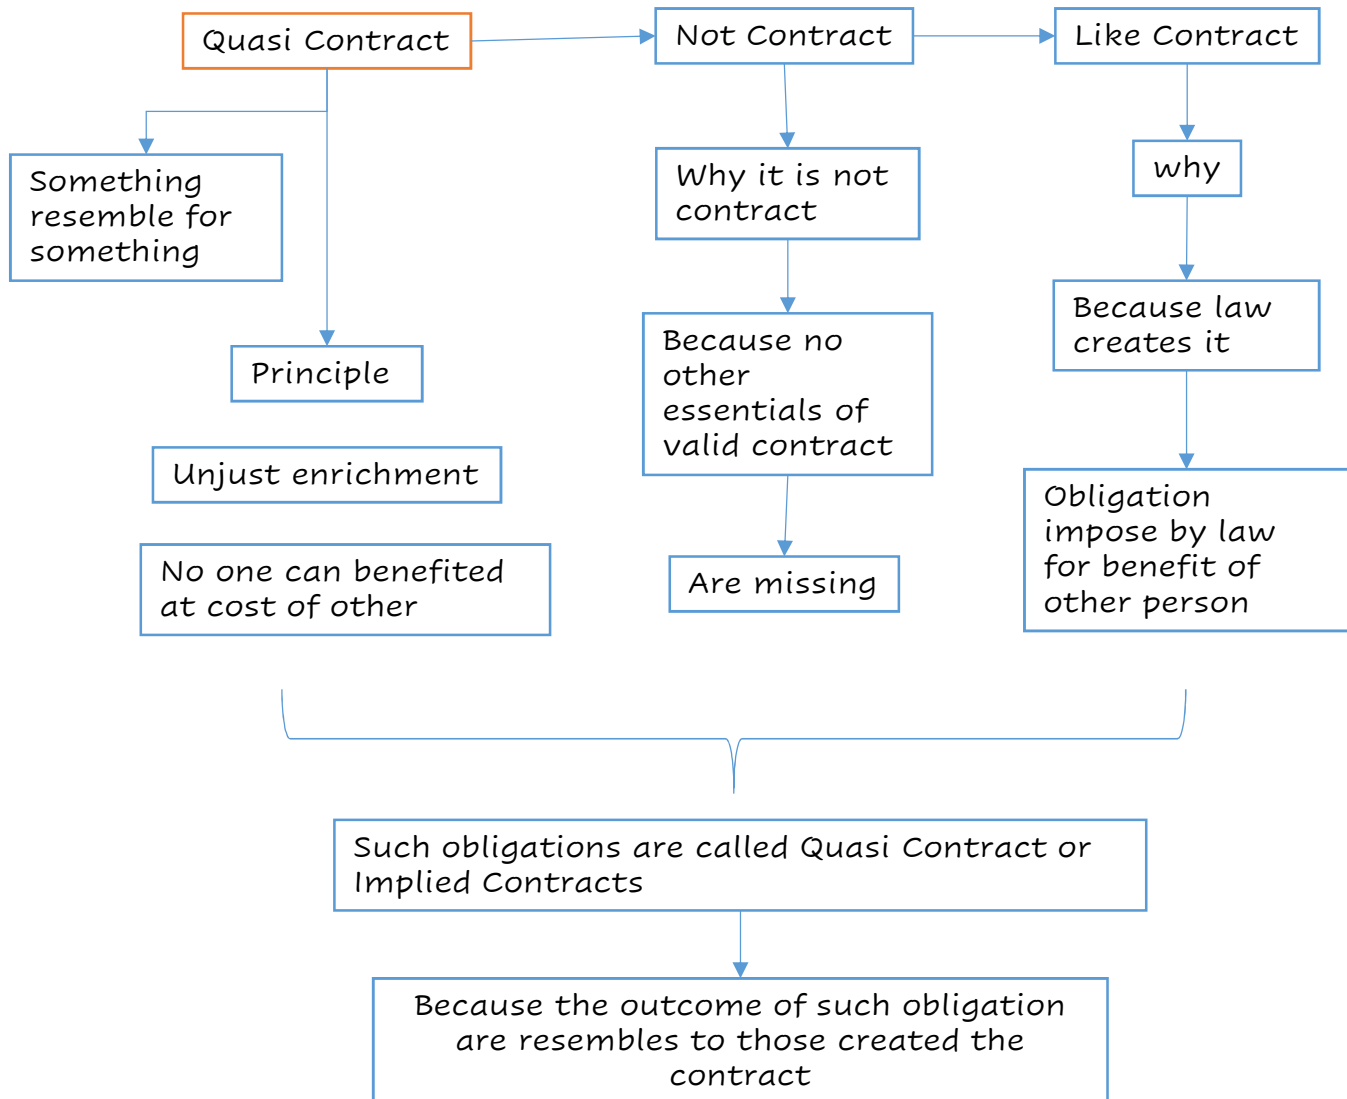 Quasi Contract
Not Contract
Like Contract
Something
resemble for
something
Why it is not
contract
why
Because no
other
essentials of
valid contract
Because law
creates it
Principle
Unjust enrichment
No one can benefited
at cost of other
Are missing
Obligation
impose by law
for benefit of
other person
Such obligations are called Quasi Contract or
Implied Contracts
Because the outcome of such obligation
are resembles to those created the
contract